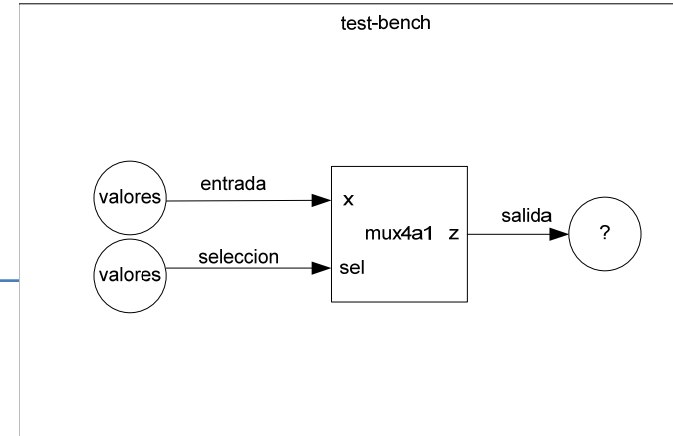 test-bench
valores
entrada
x
mux4a1
z
salida
?
valores
seleccion
sel